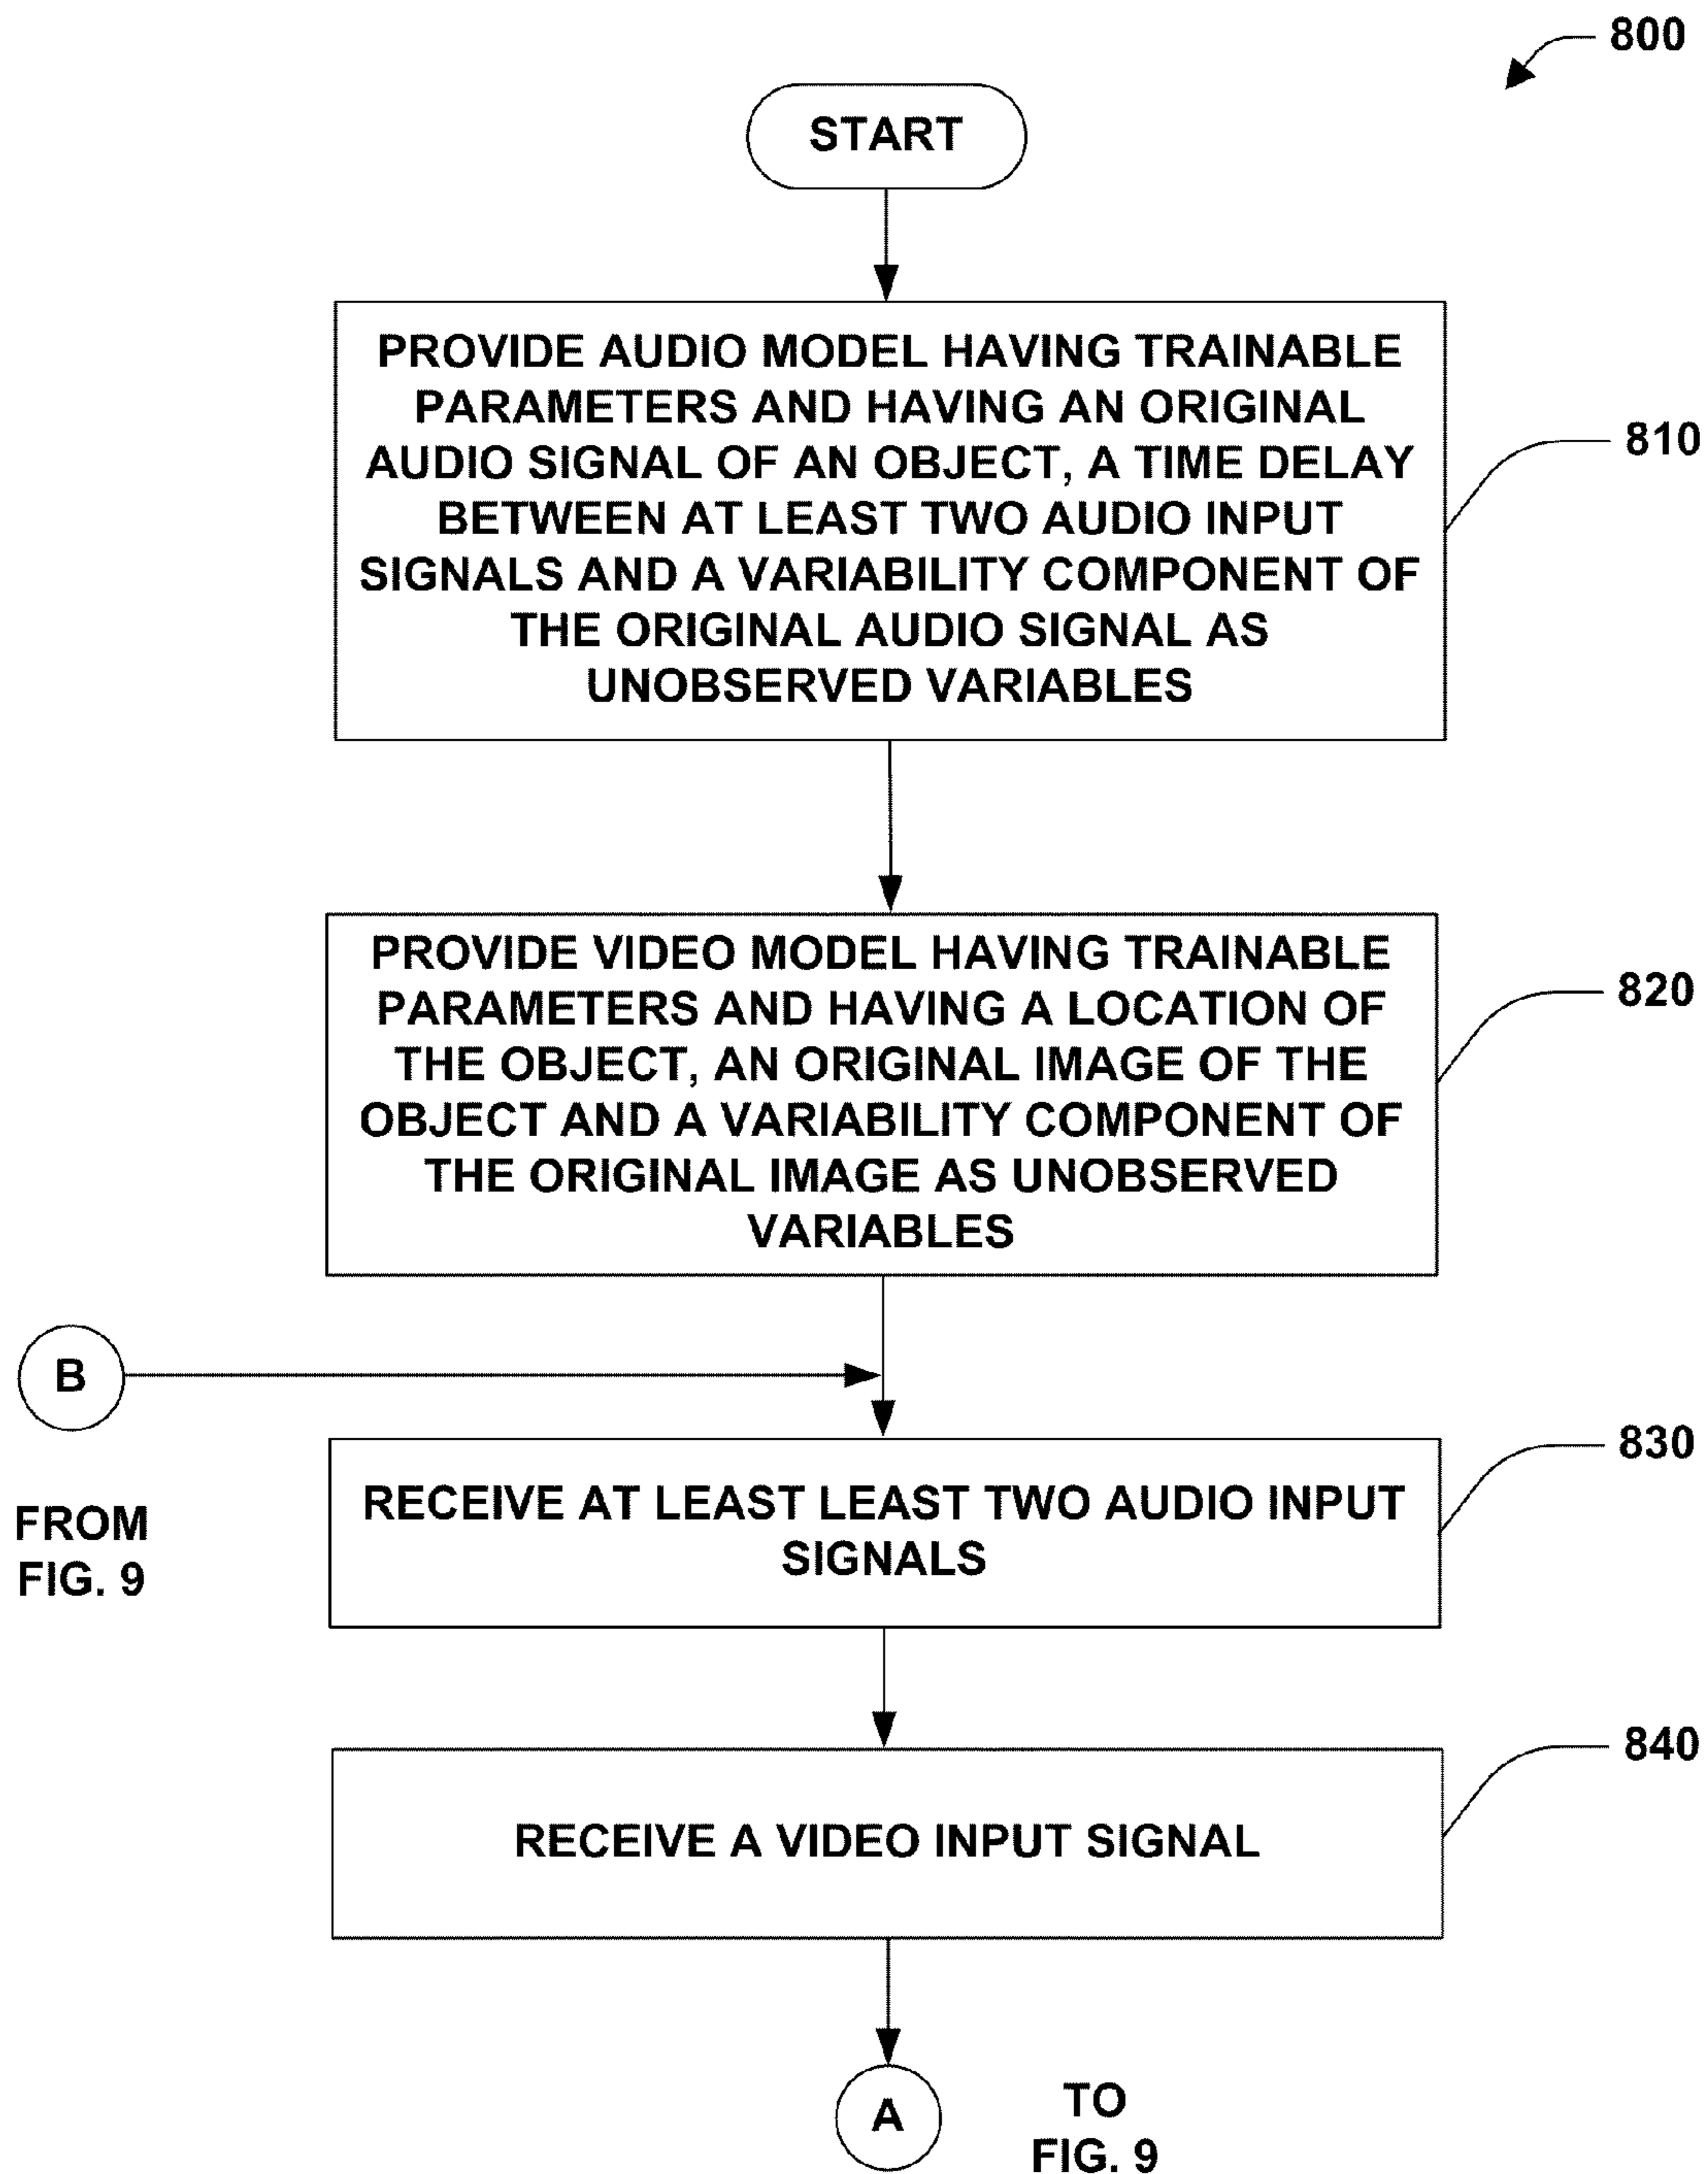 800
START
PROVIDE AUDIO MODEL HAVING TRAINABLE
PARAMETERS AND HAVING AN ORIGINAL
AUDIO SIGNAL OF AN OBJECT, A TIME DELAY
BETWEEN AT LEAST TWO AUDIO INPUT
SIGNALS AND A VARIABILITY COMPONENT OF
THE ORIGINAL AUDIO SIGNAL AS
UNOBSERVED VARIABLES
810
PROVIDE VIDEO MODEL HAVING TRAINABLE
PARAMETERS AND HAVING A LOCATION OF
THE OBJECT, AN ORIGINAL IMAGE OF THE
OBJECT AND A VARIABILITY COMPONENT OF
THE ORIGINAL IMAGE AS UNOBSERVED
VARIABLES
820
B
FROM
FIG. 9
RECEIVE AT LEAST LEAST TWO AUDIO INPUT
SIGNALS
830
RECEIVE A VIDEO INPUT SIGNAL
840
A
TO
FIG. 9